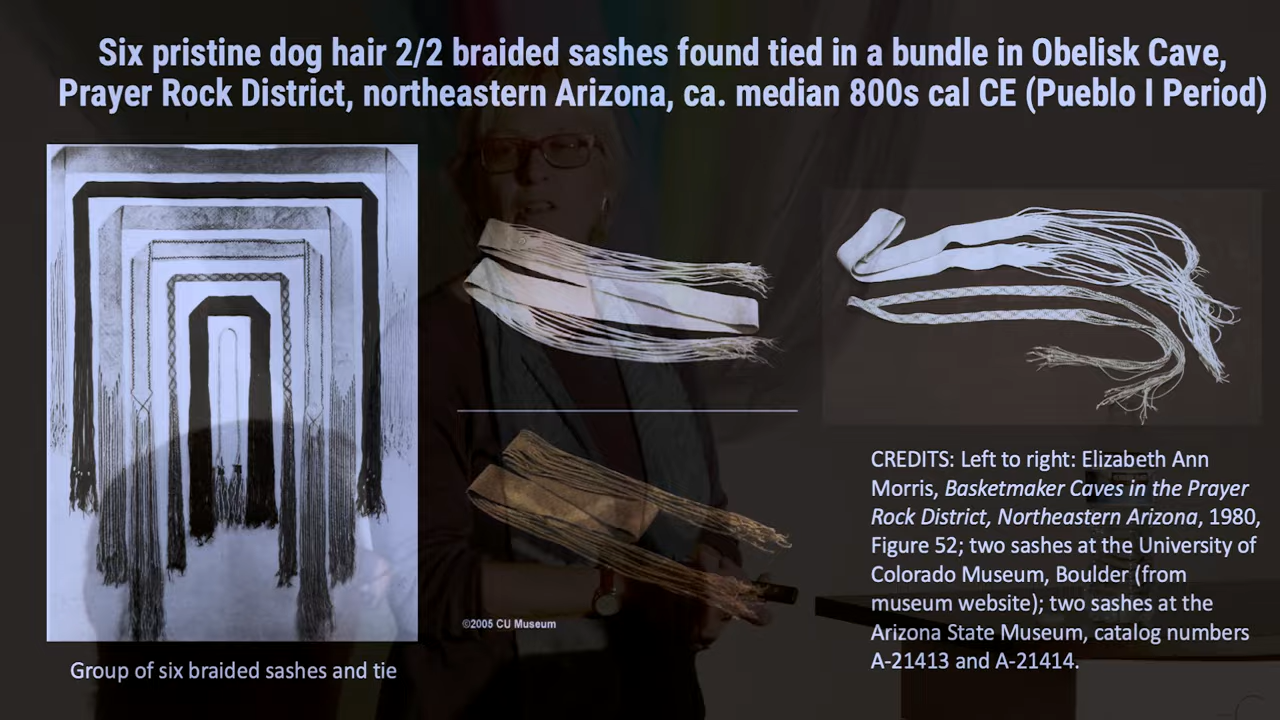 Six pristine dog hair 2/2 braided sashes found tied in a bundle in Obelisk Cave,
Prayer Rock District, northeastern Arizona, ca. median 800s cal CE (Pueblo I Period)
©2005 CU Museum
Group of six braided sashes and tie
CREDITS: Left to right: Elizabeth Ann
Morris, Basketmaker Caves in the Prayer
Rock District, Northeastern Arizona, 1980,
Figure 52; two sashes at the University of
Colorado Museum, Boulder (from
museum website); two sashes at the
Arizona State Museum, catalog numbers
A-21413 and A-21414.